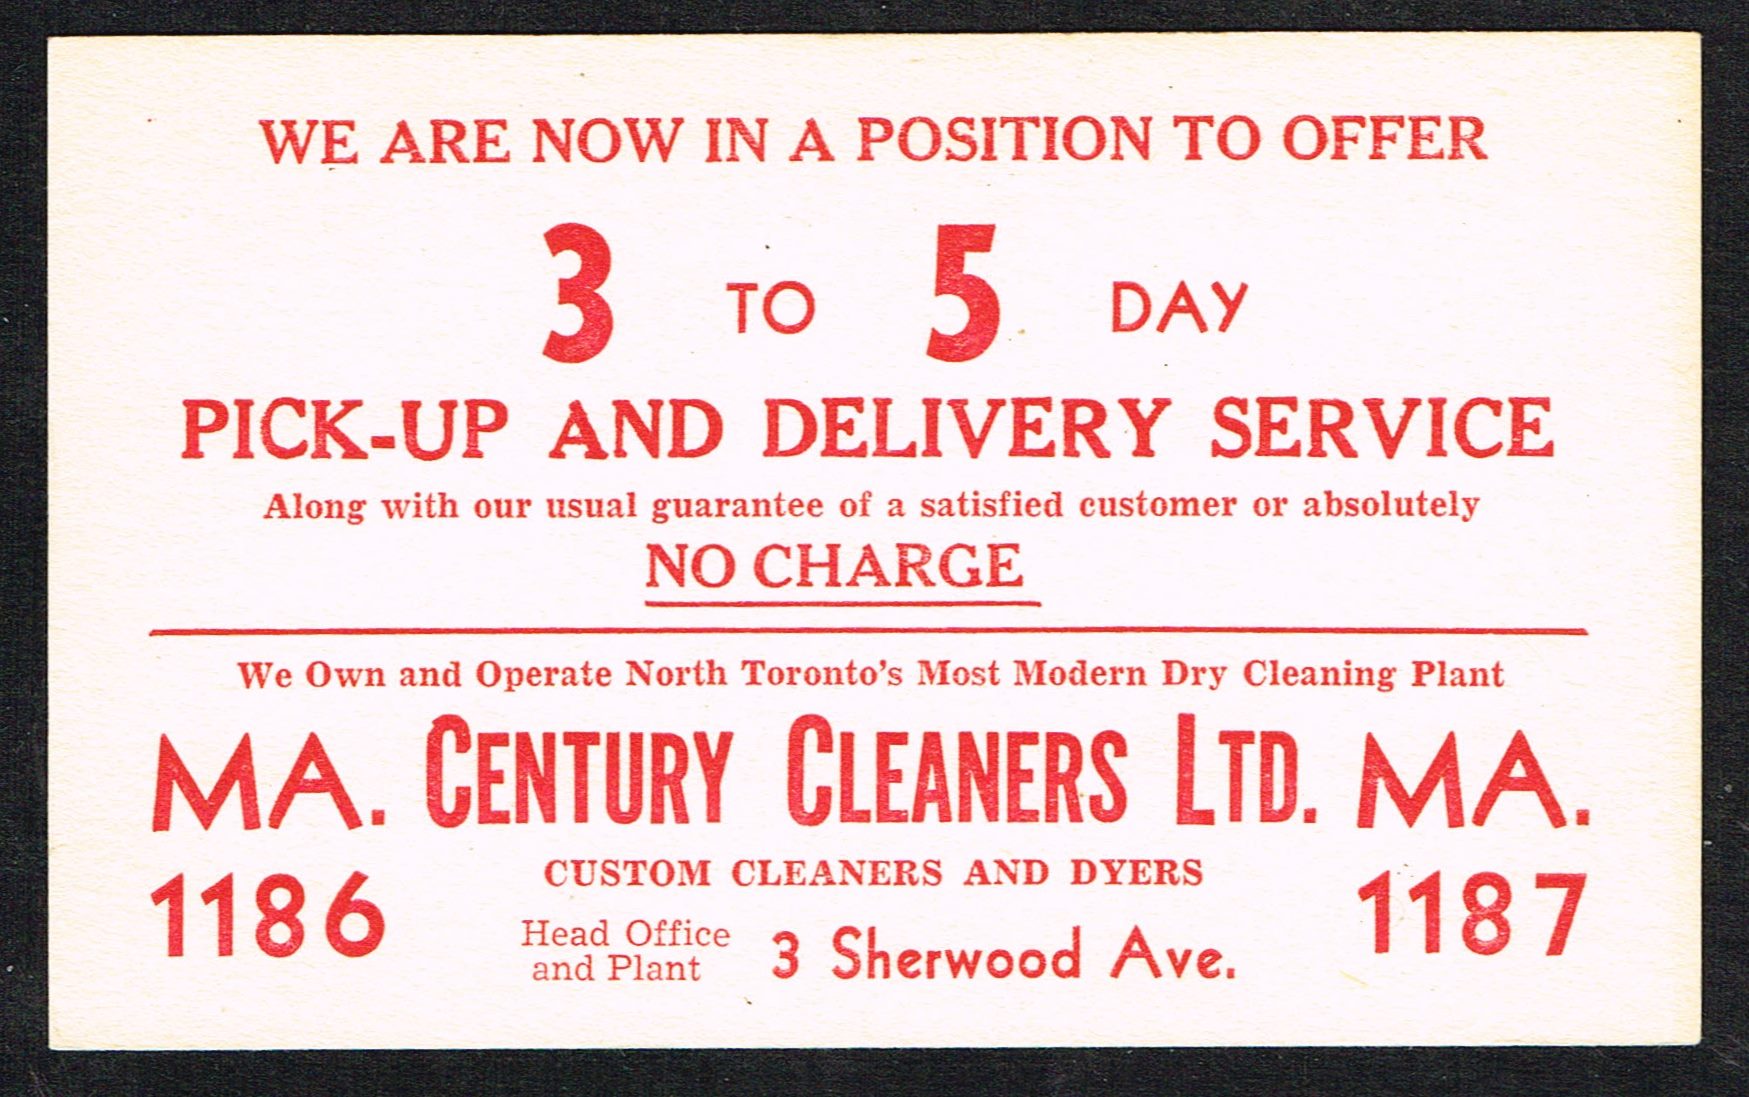 WE ARE NOW IN A POSITION TO OFFER
3 TO 5 DAY
PICK-UP AND DELIVERY SERVICE
Along with our usual guarantee of a satisfied customer or absolutely
NO CHARGE
We Own and Operate North Toronto's Most Modern Dry Cleaning Plant
MA. CENTURY CLEANERS LTD. MA.
1186 CUSTOM CLEANERS AND DYERS 1187
Head Office
and Plant 3 Sherwood Ave.